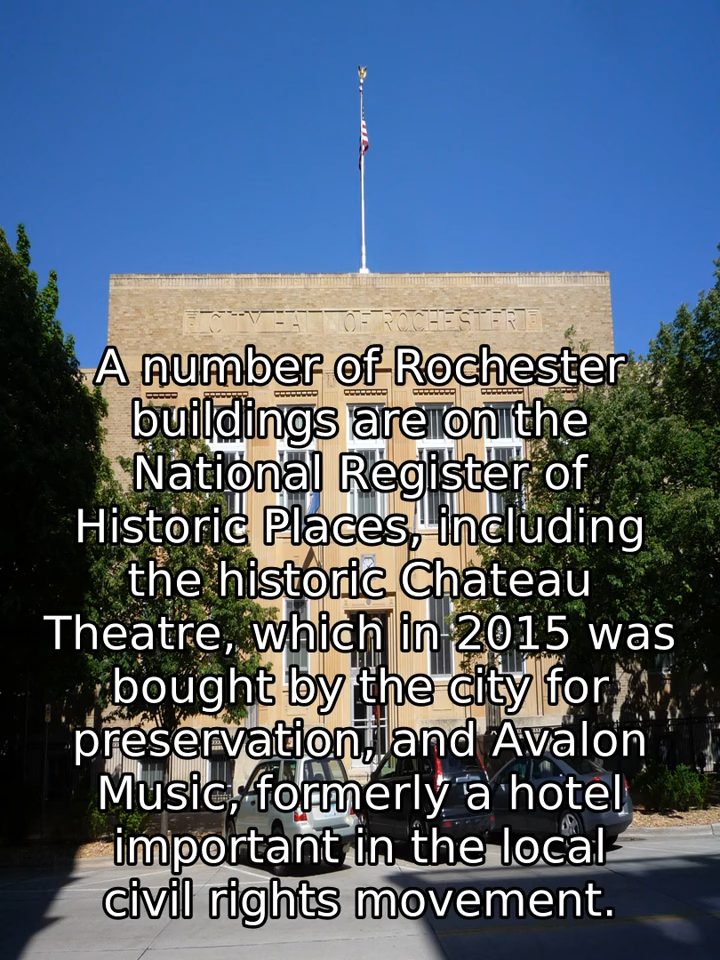 CITY HALL OF ROCHESTER
A number of Rochester
buildings are on the
National Register of
Historic Places, including
the historic Chateau
Theatre, which in 2015 was
bought by the city for
preservation, and Avalon
Music, formerly a hotel
important in the local
civil rights movement.